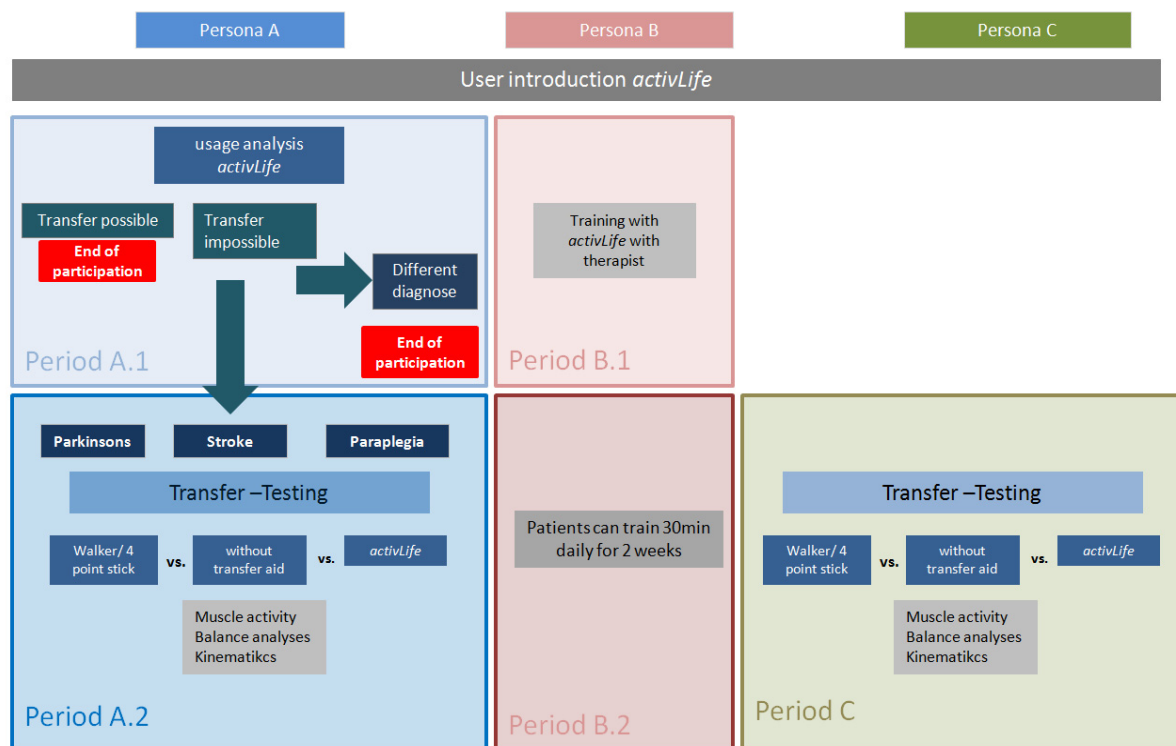 Persona A
Persona B
Persona C
User introduction activLife
usage analysis
activLife
Transfer possible
End of
participation
Transfer
impossible
Different
diagnose
End of
participation
Period A.1
Training with
activLife with
therapist
Period B.1
Parkinsons
Stroke
Paraplegia
Transfer –Testing
Walker/ 4
point stick
vs.
without
transfer aid
vs.
activLife
Muscle activity
Balance analyses
Kinematikcs
Period A.2
Patients can train 30min
daily for 2 weeks
Period B.2
Transfer –Testing
Walker/ 4
point stick
vs.
without
transfer aid
vs.
activLife
Muscle activity
Balance analyses
Kinematikcs
Period C